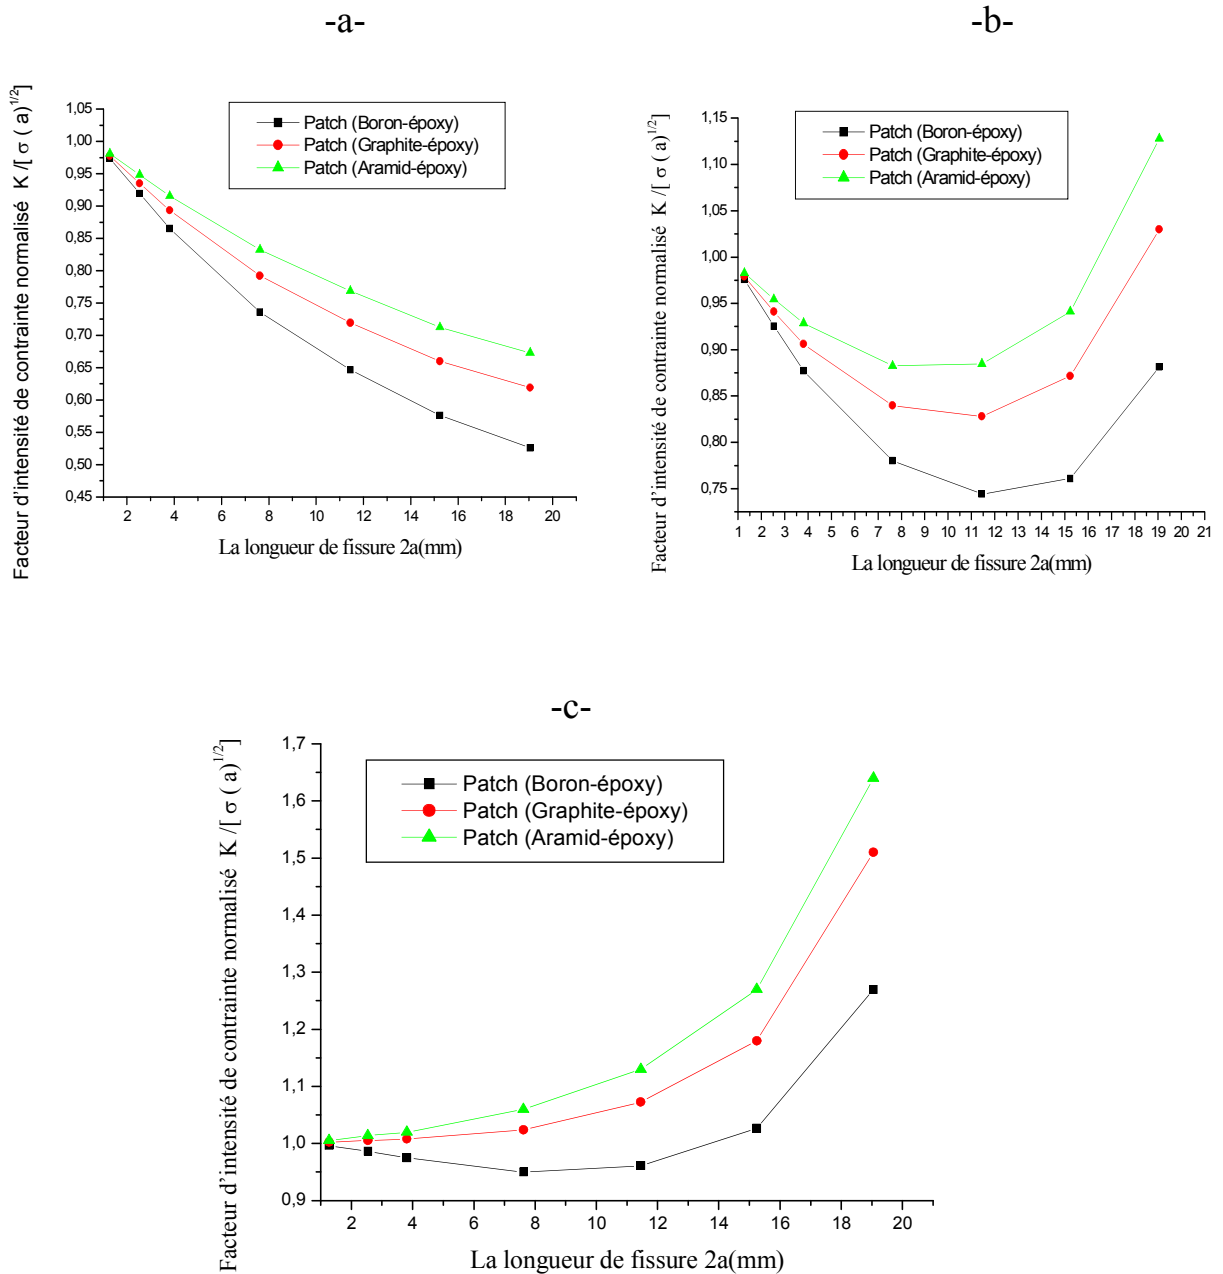 -a-
Facteur d'intensité de contrainte normalisé K /[ σ ( a)1/2]
1,05
1,00
0,95
0,90
0,85
0,80
0,75
0,70
0,65
0,60
0,55
0,50
0,45
Patch (Boron-époxy)
Patch (Graphite-époxy)
Patch (Aramid-époxy)
2 4 6 8 10 12 14 16 18 20
La longueur de fissure 2a(mm)
-b-
Facteur d'intensité de contrainte normalisé K /[ σ ( a)1/2]
1,15
1,10
1,05
1,00
0,95
0,90
0,85
0,80
0,75
Patch (Boron-époxy)
Patch (Graphite-époxy)
Patch (Aramid-époxy)
1 2 3 4 5 6 7 8 9 10 11 12 13 14 15 16 17 18 19 20 21
La longueur de fissure 2a(mm)
-c-
Facteur d'intensité de contrainte normalisé K /[ σ ( a)1/2]
1,7
1,6
1,5
1,4
1,3
1,2
1,1
1,0
0,9
Patch (Boron-époxy)
Patch (Graphite-époxy)
Patch (Aramid-époxy)
2 4 6 8 10 12 14 16 18 20
La longueur de fissure 2a(mm)